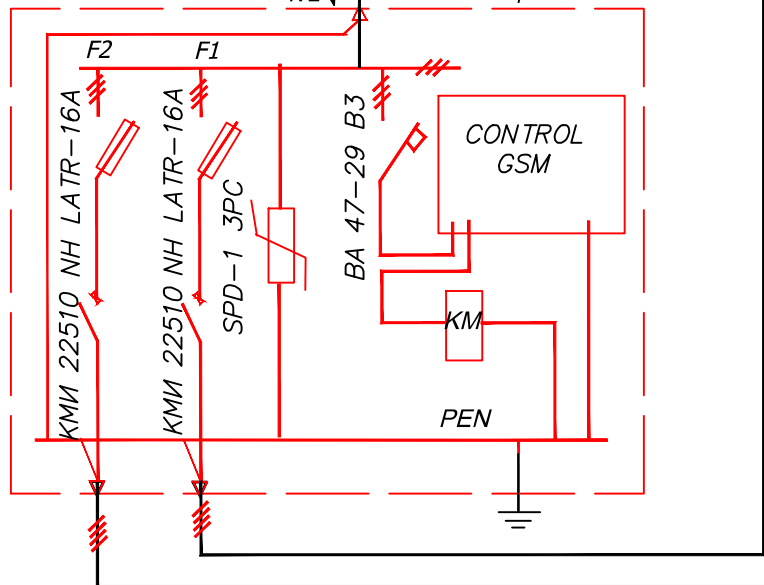 F2
F1
КМИ 22510 NH LATR-16A
КМИ 22510 NH LATR-16A
SPD-1 3PC
BA 47-29 B3
CONTROL
GSM
KM
PEN